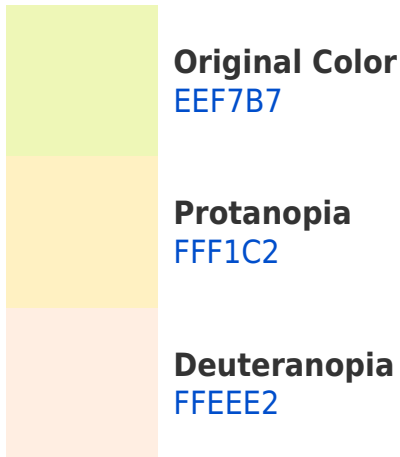 Original Color
EEF7B7
Protanopia
FFF1C2
Deuteranopia
FFEEE2